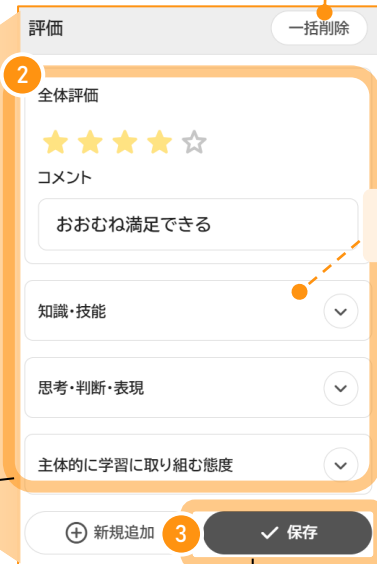 評価
一括削除
2
全体評価
コメント
おおむね満足できる
知識・技能
思考・判断・表現
主体的に学習に取り組む態度
新規追加
3
保存